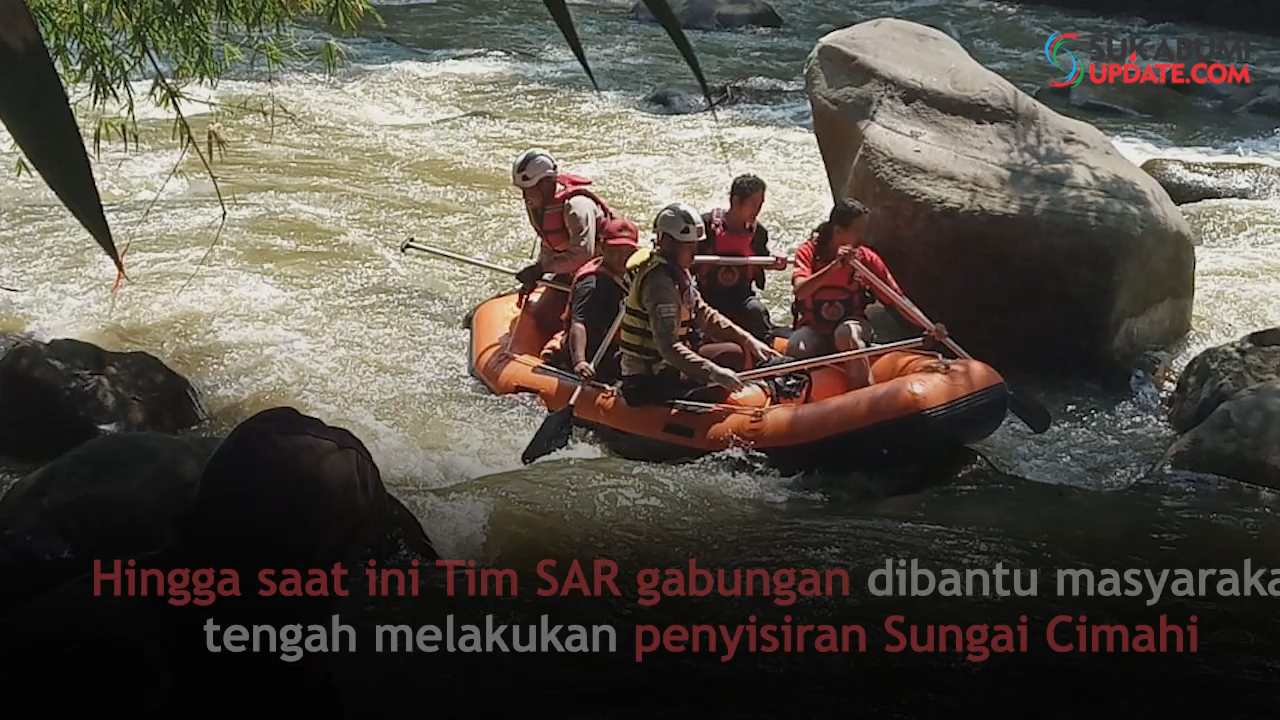 SUKABUMI
UPDATE.COM
Hingga saat ini Tim SAR gabungan dibantu masyaraka
tengah melakukan penyisiran Sungai Cimahi